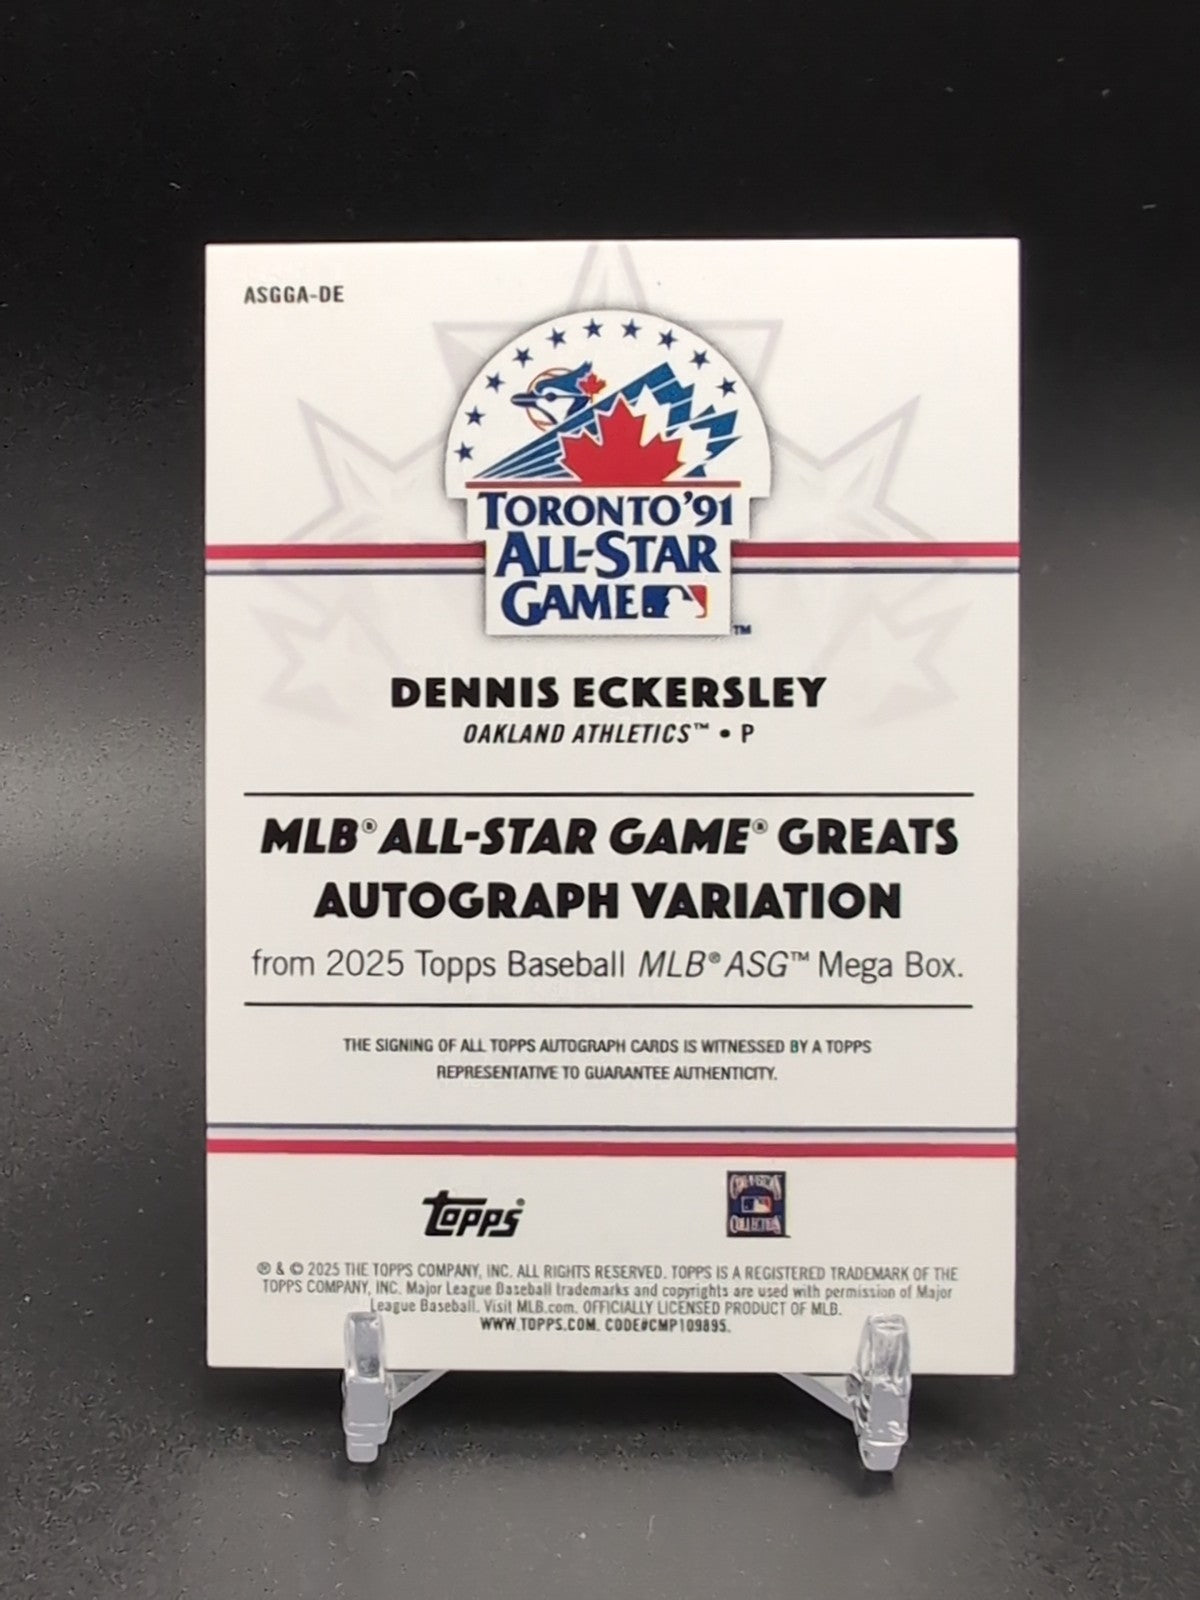 ASGGA-DE
TORONTO '91
ALL-STAR
GAME
™
DENNIS ECKERSLEY
OAKLAND ATHLETICS™ • P
MLB® ALL-STAR GAME® GREATS
AUTOGRAPH VARIATION
from 2025 Topps Baseball MLB® ASG™ Mega Box.
THE SIGNING OF ALL TOPPS AUTOGRAPH CARDS IS WITNESSED BY A TOPPS
REPRESENTATIVE TO GUARANTEE AUTHENTICITY.
topps®
COLLECTION
® & © 2025 THE TOPPS COMPANY, INC. ALL RIGHTS RESERVED. TOPPS IS A REGISTERED TRADEMARK OF THE
TOPPS COMPANY, INC. Major League Baseball trademarks and copyrights are used with permission of Major
League Baseball. Visit MLB.com. OFFICIALLY LICENSED PRODUCT OF MLB.
WWW.TOPPS.COM. CODE#CMP109895.